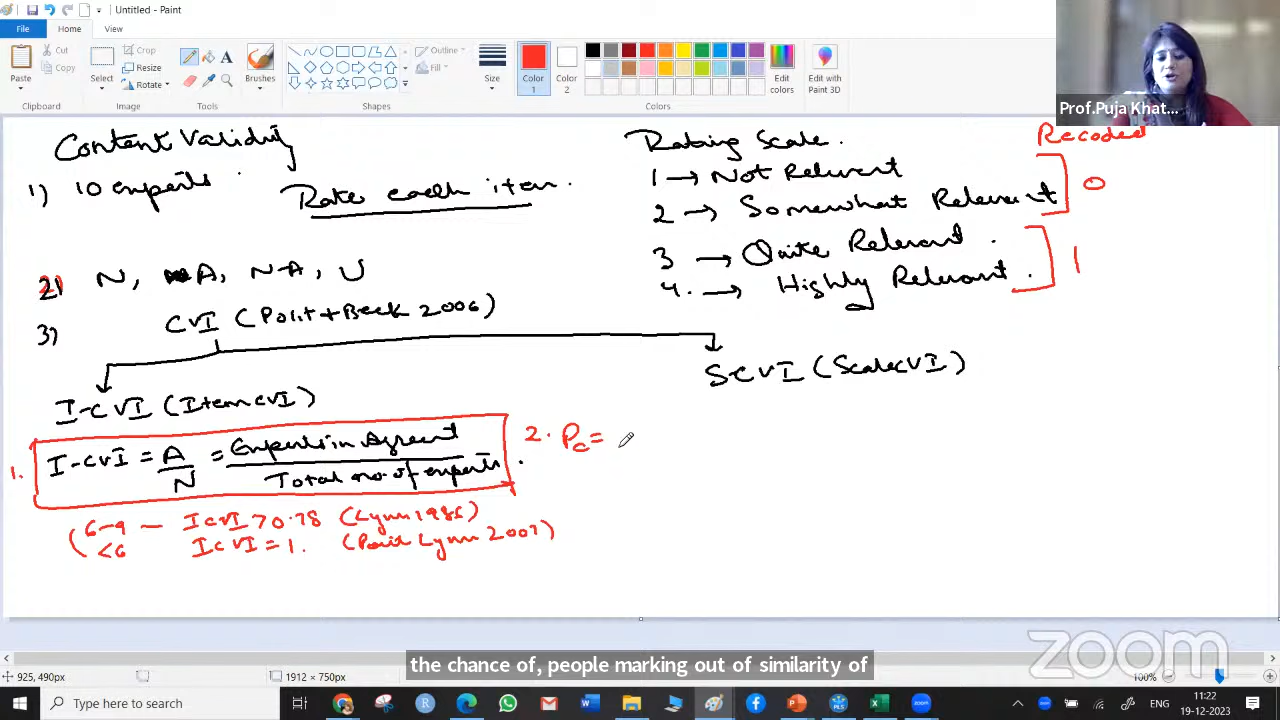 Untitled - Paint
File
Home
View
Paste
Cut
Copy
Clipboard
Select
Crop
Resize
Rotate
Image
Tools
Brushes
Shapes
Outline
Fill
Size
Color 1
Color 2
Colors
Edit colors
Edit with Paint 3D
Prof.Puja Khat...
Content Validity
1) 10 experts
Rate each item.
Rating Scale.
Recoded
1 → Not Relevant
2 → Somewhat Relevant
0
3 → Quite Relevant.
4. → Highly Relevant.
1
2) N, A, N-A, U
3)
CVI (Polit + Beck 2006)
I-CVI (Item CVI)
S-CVI (Scale CVI)
1. I-CVI = A/N = Experts in Agreent / Total no. of experts.
2. Pc =
6-9 — ICVI > 0.78 (Lynn 1986)
<6 ICVI = 1. Lynn
the chance of, people marking out of similarity of
zoom
925, 490px
1912 × 750px
100%
Type here to search
ENG
11:22
19-12-2023